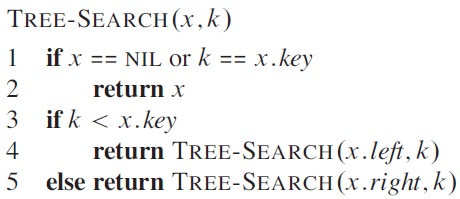 TREE-SEARCH(x, k)
1 if x == NIL or k == x.key
2 return x
3 if k < x.key
4 return TREE-SEARCH(x.left, k)
5 else return TREE-SEARCH(x.right, k)